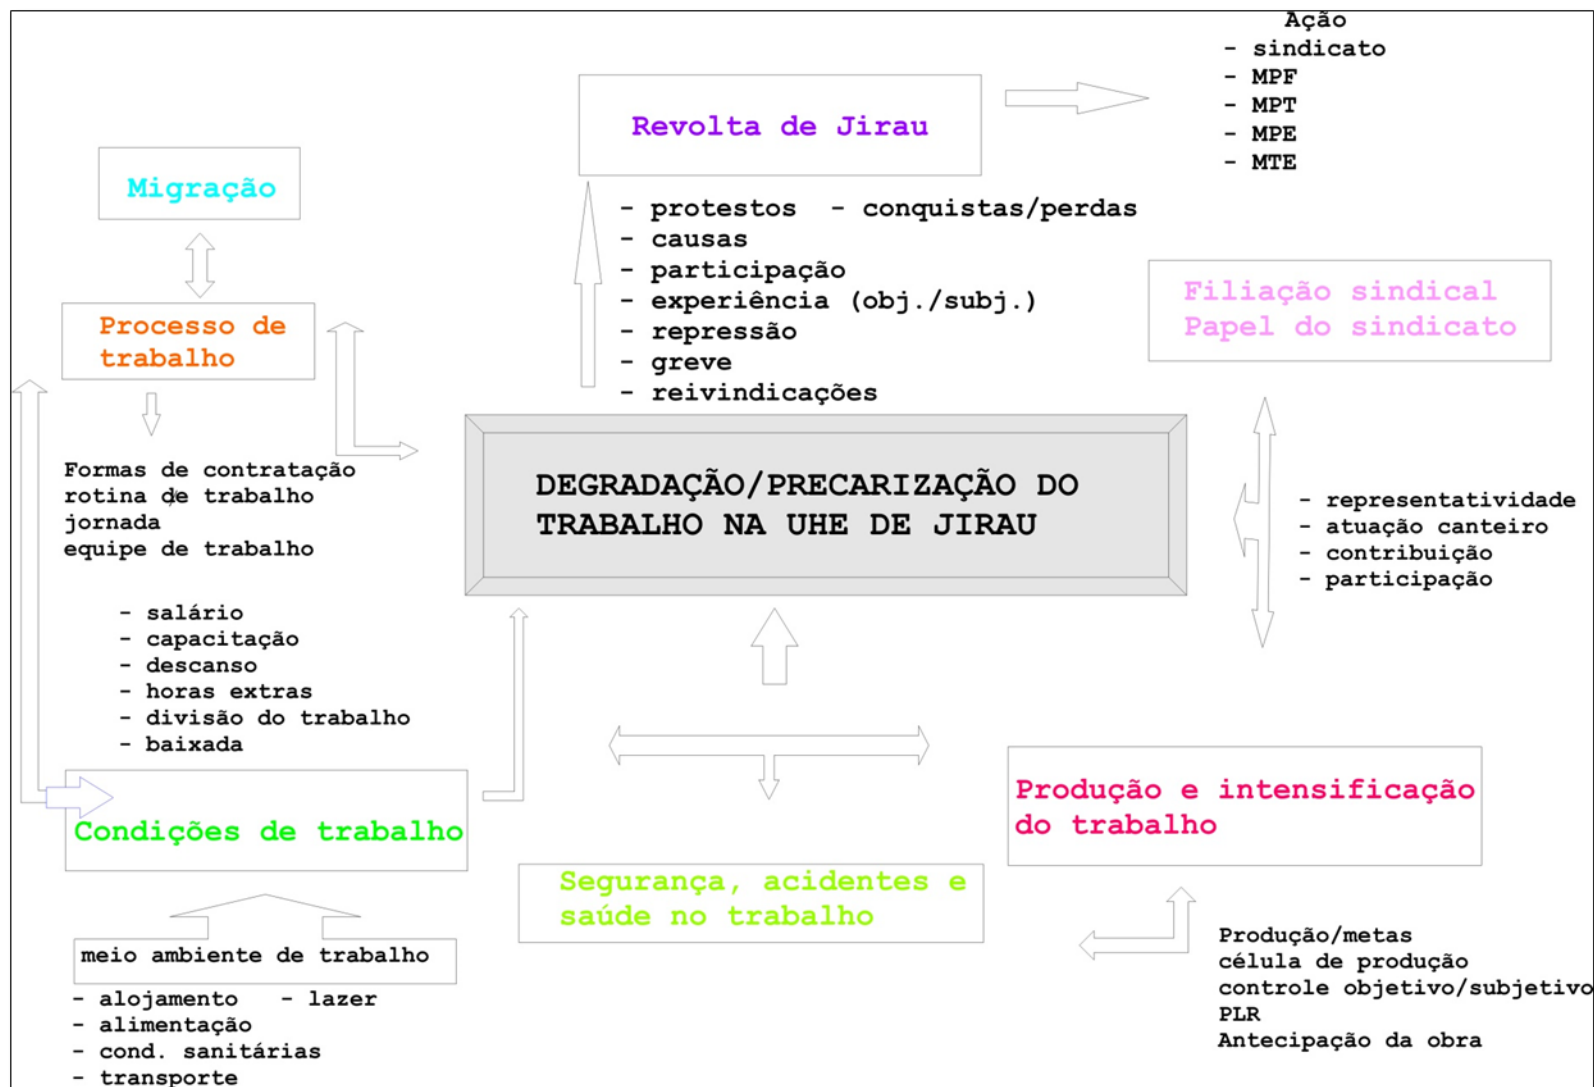 Ação
- sindicato
- MPF
- MPT
- MPE
- MTE
Revolta de Jirau
- protestos - conquistas/perdas
- causas
- participação
- experiência (obj./subj.)
- repressão
- greve
- reivindicações
Migração
Processo de
trabalho
Formas de contratação
rotina de trabalho
jornada
equipe de trabalho
- salário
- capacitação
- descanso
- horas extras
- divisão do trabalho
- baixada
Filiação sindical
Papel do sindicato
DEGRADAÇÃO/PRECARIZAÇÃO DO
TRABALHO NA UHE DE JIRAU
- representatividade
- atuação canteiro
- contribuição
- participação
Condições de trabalho
meio ambiente de trabalho
- alojamento - lazer
- alimentação
- cond. sanitárias
- transporte
Segurança, acidentes e
saúde no trabalho
Produção e intensificação
do trabalho
Produção/metas
célula de produção
controle objetivo/subjetivo
PLR
Antecipação da obra